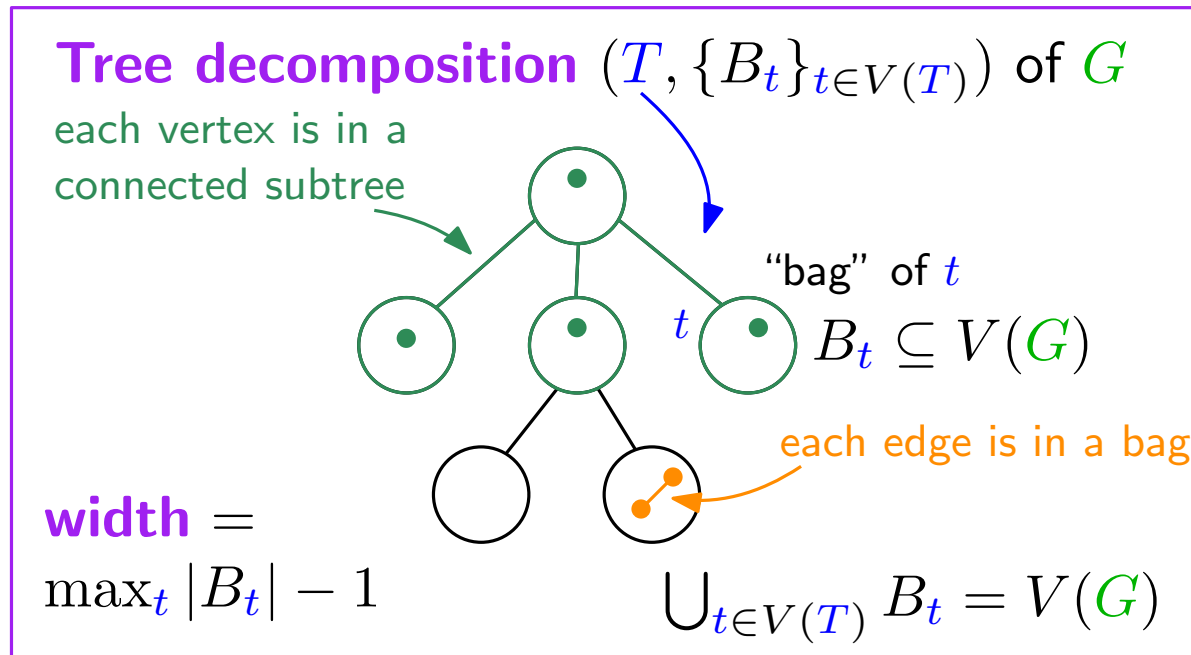 Tree decomposition (T, {B_t}_{t∈V(T)}) of G
each vertex is in a
connected subtree
“bag” of t
t
B_t ⊆ V(G)
each edge is in a bag
width =
max_t |B_t| − 1
⋃_{t∈V(T)} B_t = V(G)